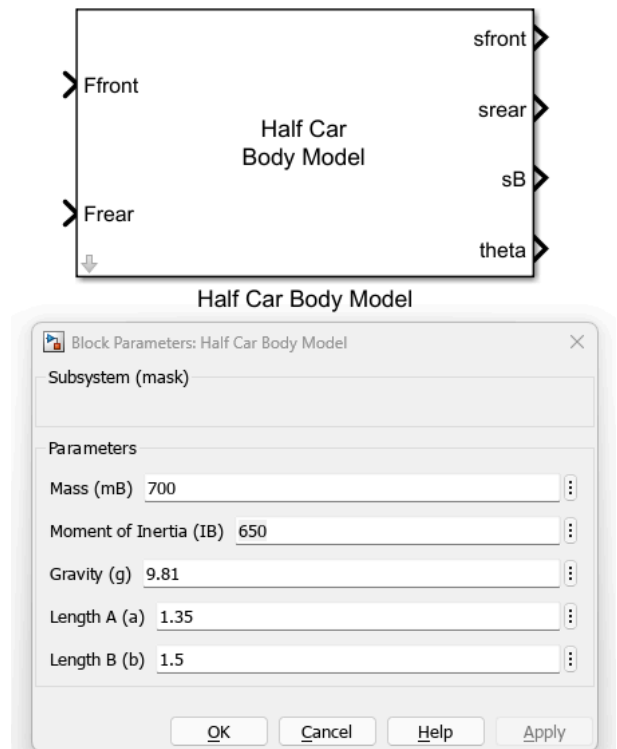 sfront
Ffront
srear
Half Car
Body Model
sB
Frear
theta
Half Car Body Model
Block Parameters: Half Car Body Model
Subsystem (mask)
Parameters
Mass (mB) 700
Moment of Inertia (IB) 650
Gravity (g) 9.81
Length A (a) 1.35
Length B (b) 1.5
OK Cancel Help Apply